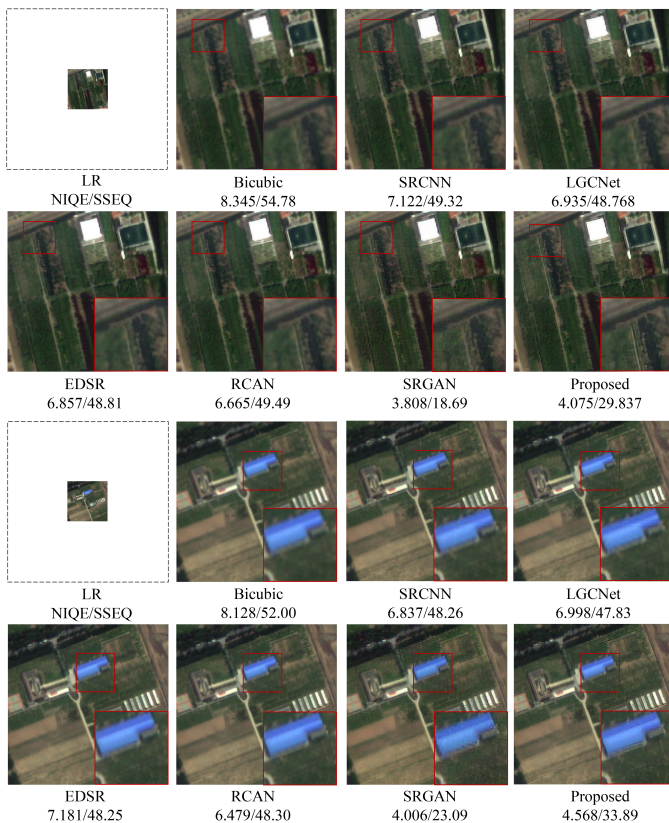 LR
NIQE/SSEQ
Bicubic
8.345/54.78
SRCNN
7.122/49.32
LGCNet
6.935/48.768
EDSR
6.857/48.81
RCAN
6.665/49.49
SRGAN
3.808/18.69
Proposed
4.075/29.837
LR
NIQE/SSEQ
Bicubic
8.128/52.00
SRCNN
6.837/48.26
LGCNet
6.998/47.83
EDSR
7.181/48.25
RCAN
6.479/48.30
SRGAN
4.006/23.09
Proposed
4.568/33.89